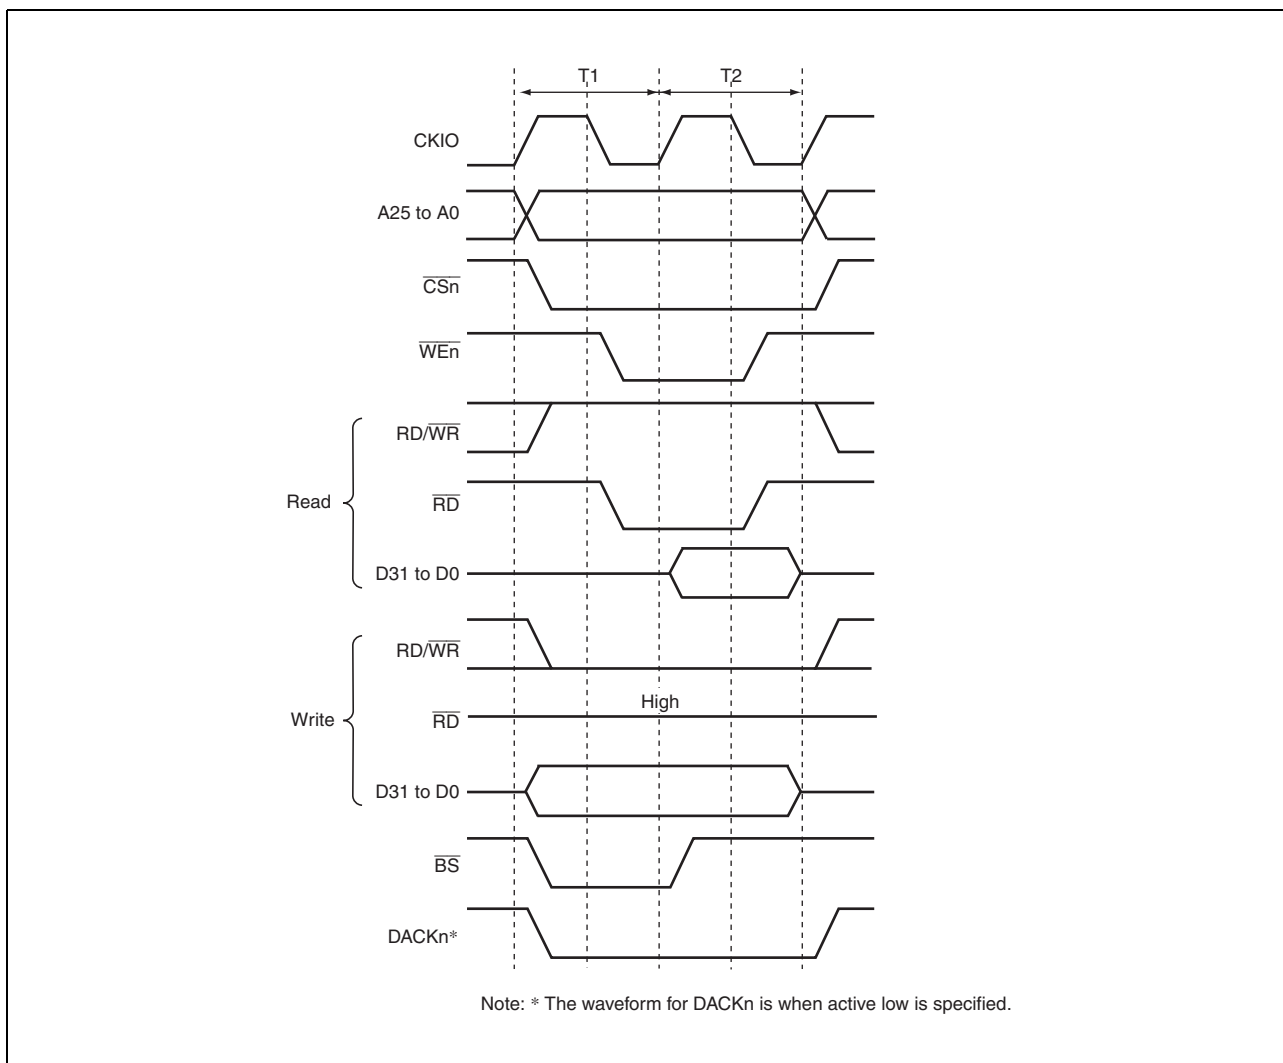 T1 T2
CKIO
A25 to A0
CSn
WEn
RD/WR
Read
RD
D31 to D0
RD/WR
High
Write
RD
D31 to D0
BS
DACKn*
Note: * The waveform for DACKn is when active low is specified.